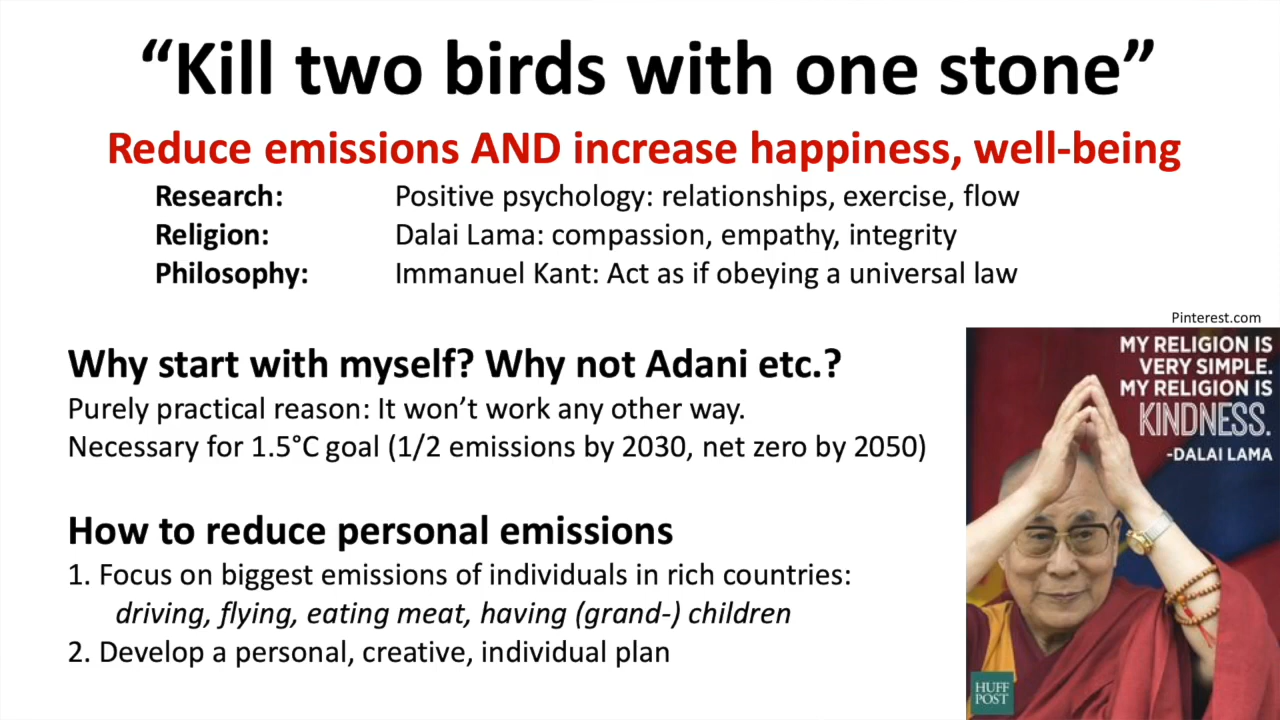 “Kill two birds with one stone”
Reduce emissions AND increase happiness, well-being
Research: Positive psychology: relationships, exercise, flow
Religion: Dalai Lama: compassion, empathy, integrity
Philosophy: Immanuel Kant: Act as if obeying a universal law
Why start with myself? Why not Adani etc.?
Purely practical reason: It won’t work any other way.
Necessary for 1.5°C goal (1/2 emissions by 2030, net zero by 2050)
How to reduce personal emissions
1. Focus on biggest emissions of individuals in rich countries:
driving, flying, eating meat, having (grand-) children
2. Develop a personal, creative, individual plan
Pinterest.com
MY RELIGION IS
VERY SIMPLE.
MY RELIGION IS
KINDNESS.
-DALAI LAMA
HUFF
POST